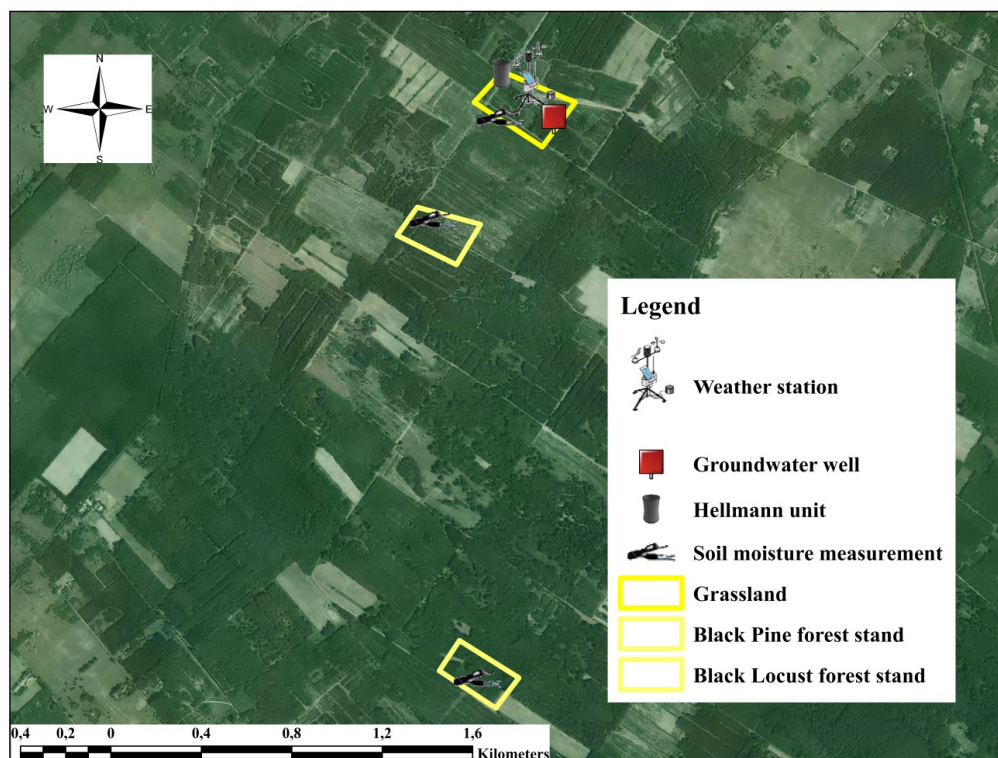 N
W E
S
Legend
Weather station
Groundwater well
Hellmann unit
Soil moisture measurement
Grassland
Black Pine forest stand
Black Locust forest stand
0,4 0,2 0 0,4 0,8 1,2 1,6
Kilometers